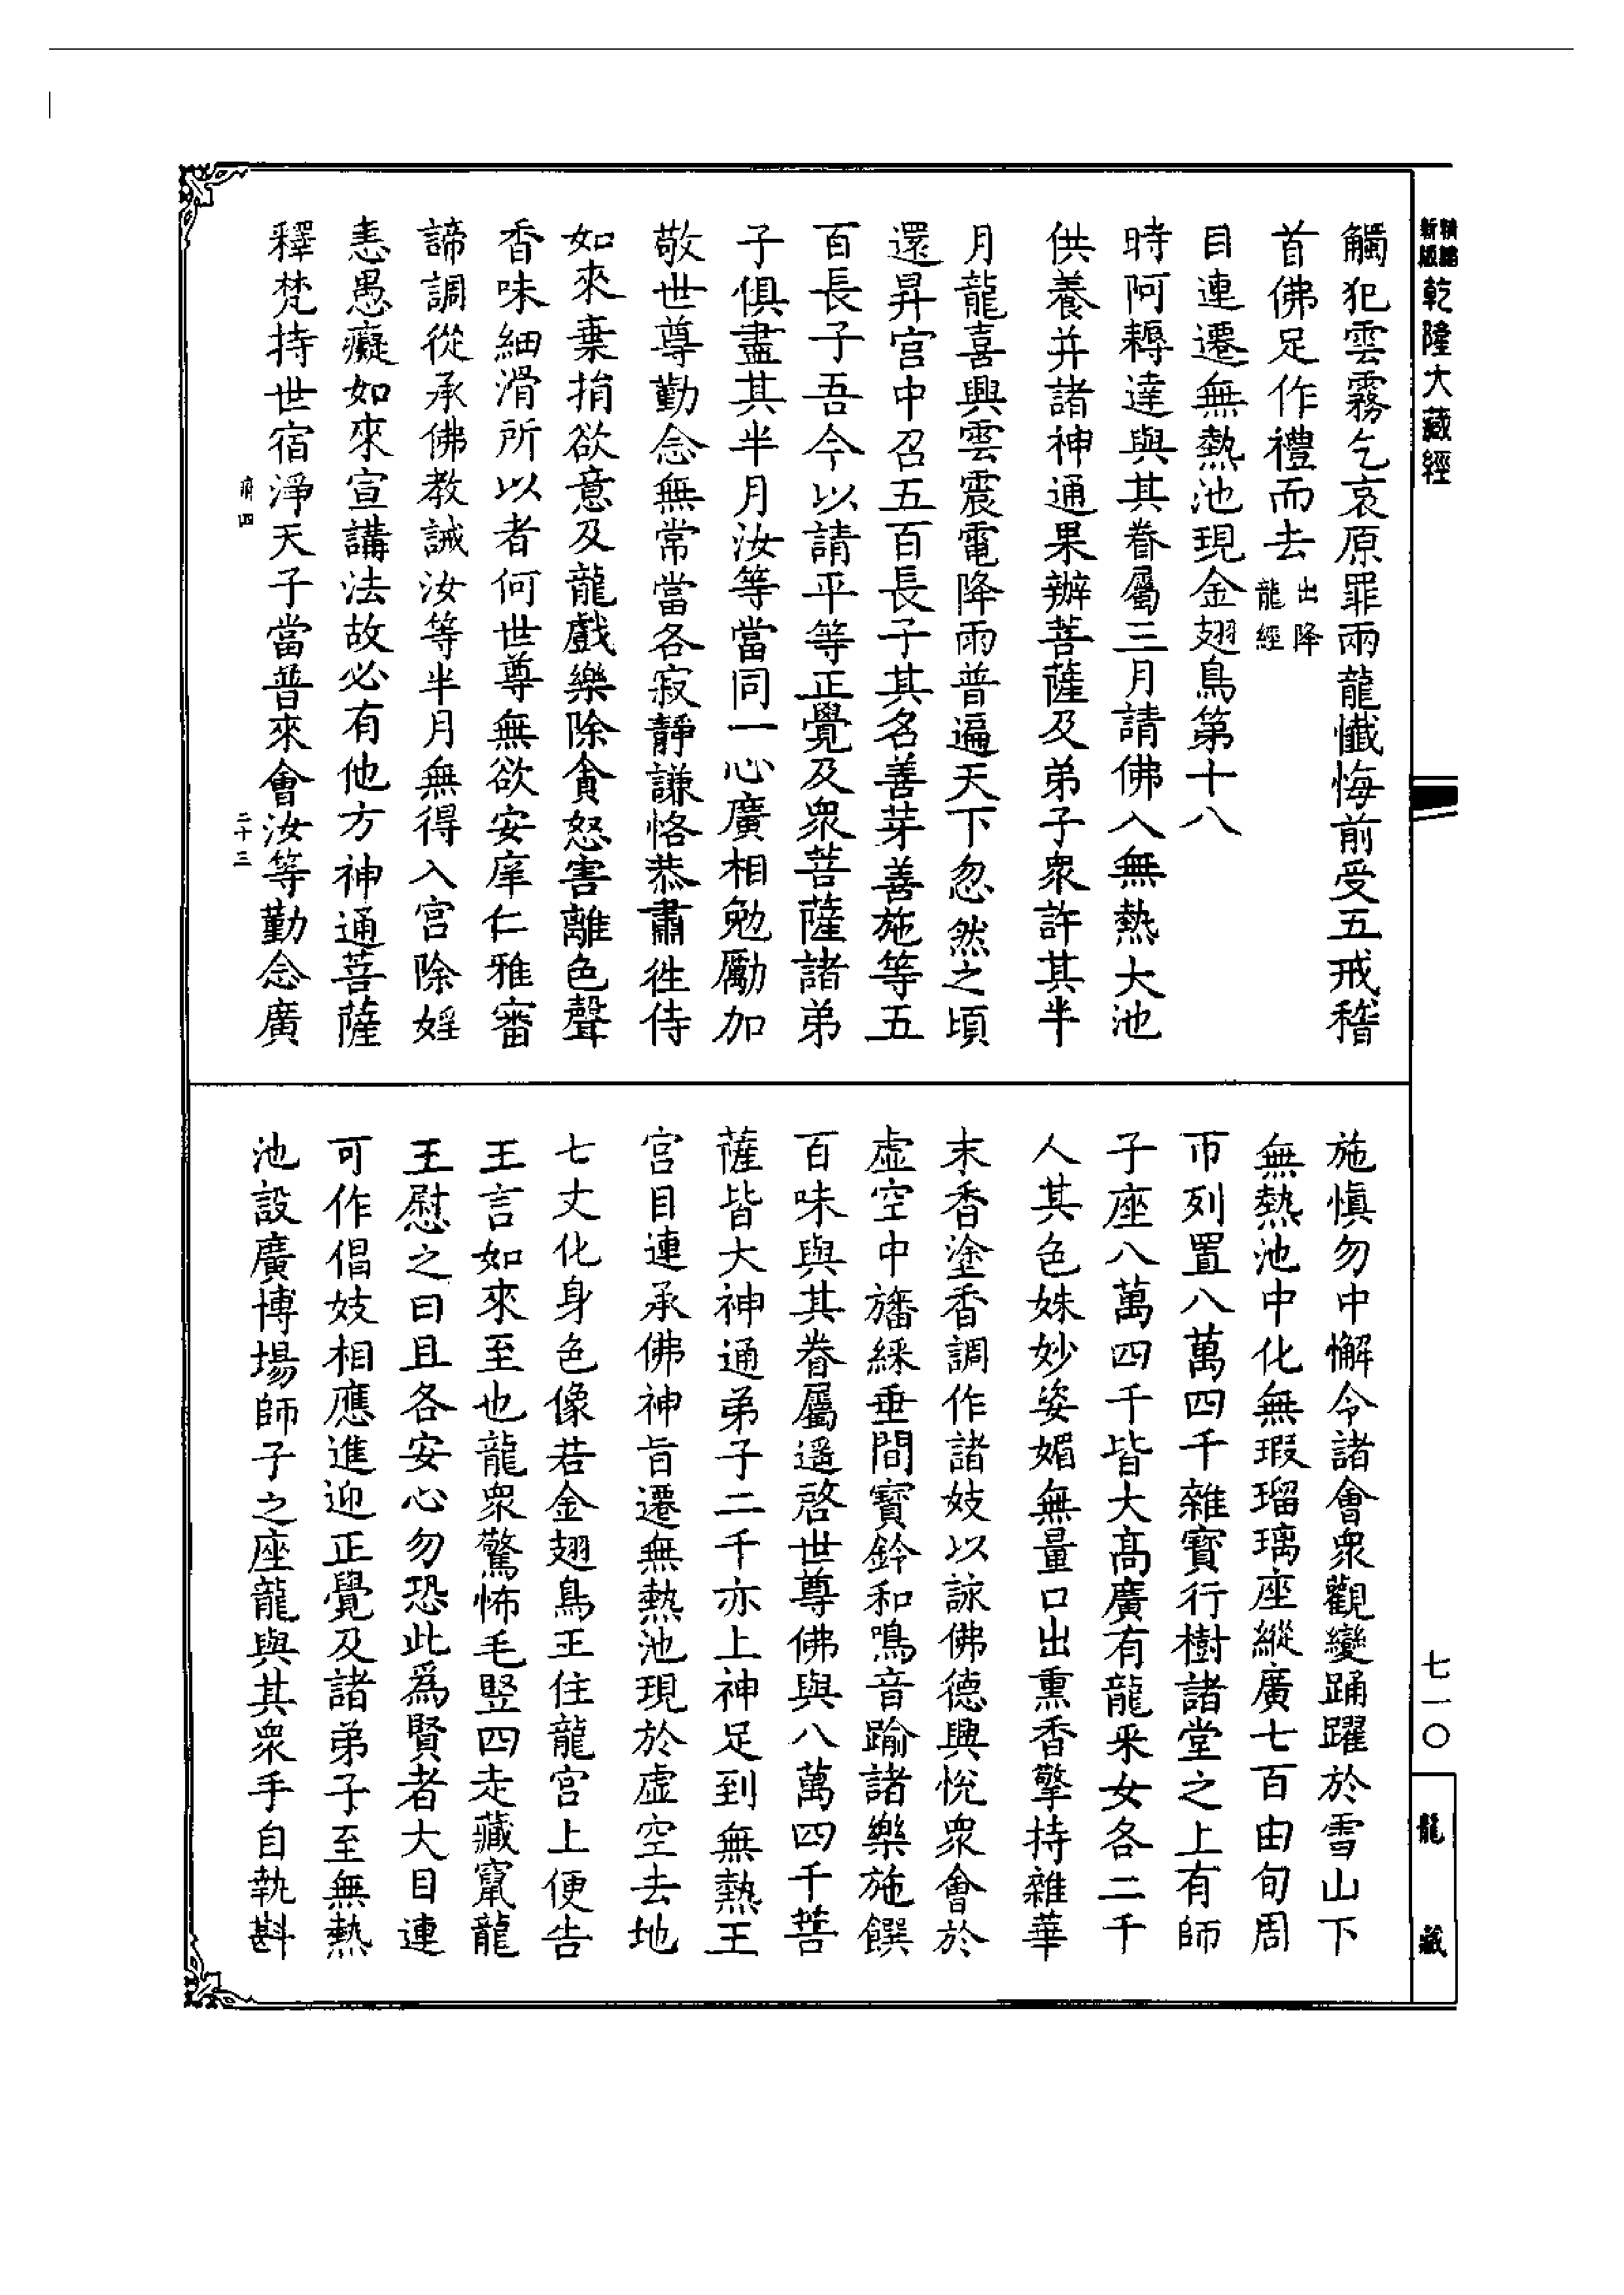 新版精縮
乾隆大藏經
觸犯雲霧乞哀原罪兩龍懺悔前受五戒稽
首佛足作禮而去出降龍經
目連遷無熱池現金翅鳥第十八
時阿耨達與其眷屬三月請佛入無熱大池
供養并諸神通果辦菩薩及弟子衆許其半
月龍喜興雲震電降雨普遍天下忽然之頃
還昇宮中召五百長子其名善芽善施等五
百長子吾今以請平等正覺及衆菩薩諸弟
子俱盡其半月汝等當同一心廣相勉勵加
敬世尊勤念無常當各寂靜謙恪恭肅徃侍
如來棄捐欲意及龍戲樂除貪怒害離色聲
香味細滑所以者何世尊無欲安庠仁雅審
諦調從承佛教誡汝等半月無得入宮除婬
恚愚癡如來宣講法故必有他方神通菩薩
釋梵持世宿淨天子當普來會汝等勤念廣
二十三
施愼勿中懈令諸會衆觀變踊躍於雪山下
無熱池中化無瑕瑠璃座縱廣七百由旬周
帀列置八萬四千雜寳行樹諸堂之上有師
子座八萬四千皆大髙廣有龍釆女各二千
人其色姝妙姿媚無量口出熏香擎持雜華
末香塗香調作諸妓以詠佛德興悅衆會於
虛空中旛綵垂間寳鈴和鳴音踰諸樂施饌
百味與其眷屬遥啓世尊佛與八萬四千菩
薩皆大神通弟子二千亦上神足到無熱王
宮目連承佛神旨遷無熱池現於虛空去地
七丈化身色像若金翅鳥王住龍宮上便告
王言如來至也龍衆驚怖毛竪四走藏竄龍
王慰之曰且各安心勿恐此爲賢者大目連
可作倡妓相應進迎正覺及諸弟子至無熱
池設廣博場師子之座龍與其衆手自執斟
七一〇
龍藏